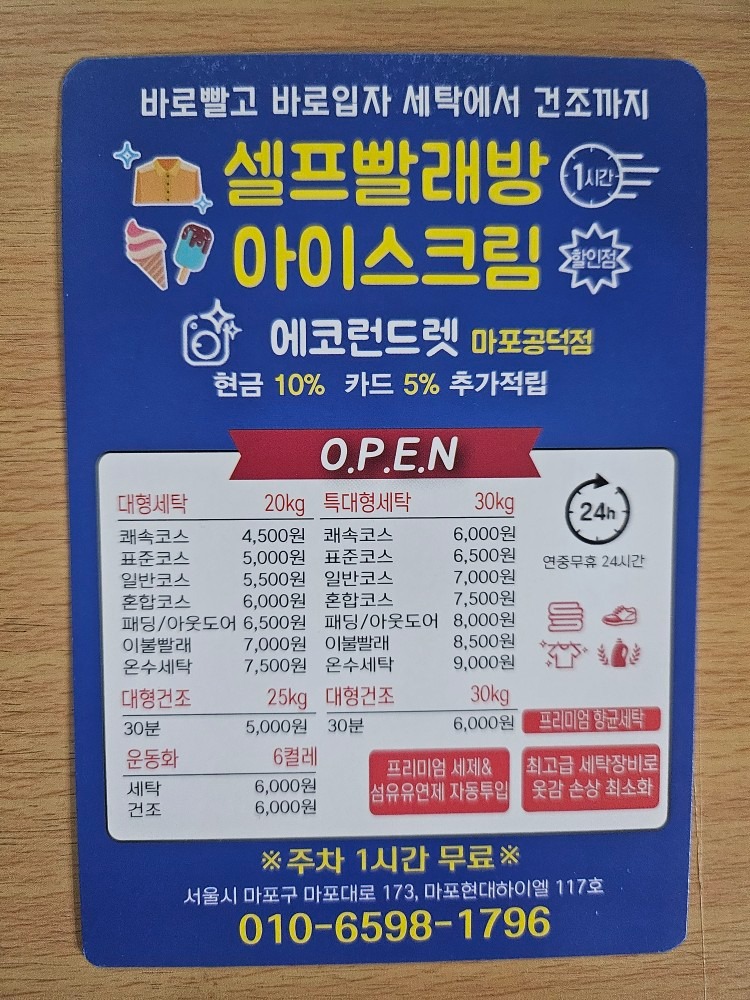 바로빨고 바로입자 세탁에서 건조까지
셀프빨래방
1시간
아이스크림
할인점
에코런드렛 마포공덕점
현금 10% 카드 5% 추가적립
O.P.E.N
대형세탁 20kg
쾌속코스 4,500원
표준코스 5,000원
일반코스 5,500원
혼합코스 6,000원
패딩/아웃도어 6,500원
이불빨래 7,000원
온수세탁 7,500원
특대형세탁 30kg
쾌속코스 6,000원
표준코스 6,500원
일반코스 7,000원
혼합코스 7,500원
패딩/아웃도어 8,000원
이불빨래 8,500원
온수세탁 9,000원
24h
연중무휴 24시간
대형건조 25kg
30분 5,000원
대형건조 30kg
30분 6,000원
프리미엄 향균세탁
운동화 6켤레
세탁 6,000원
건조 6,000원
프리미엄 세제&
섬유유연제 자동투입
최고급 세탁장비로
옷감 손상 최소화
※주차 1시간 무료※
서울시 마포구 마포대로 173, 마포현대하이엘 117호
010-6598-1796